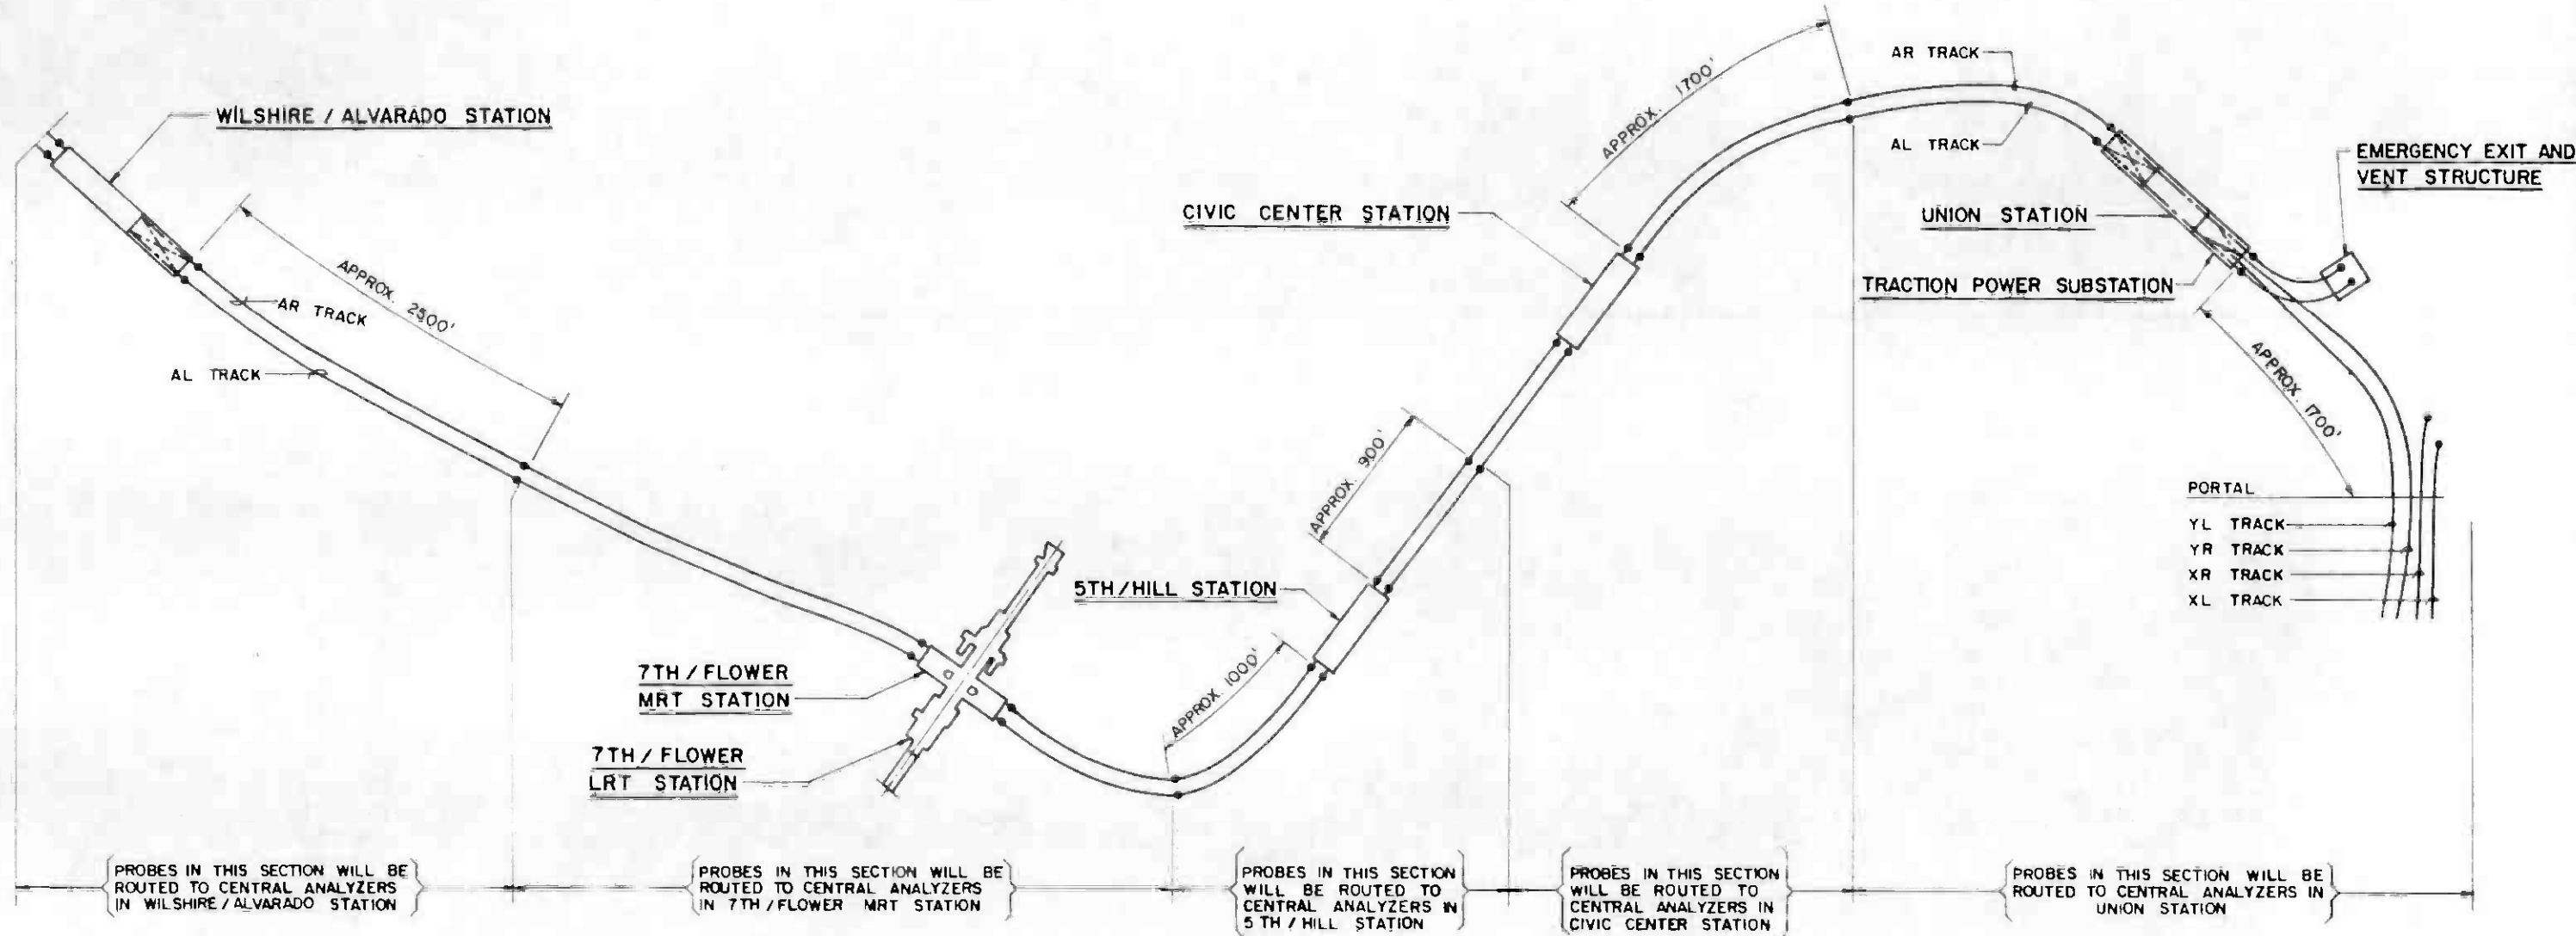 WILSHIRE / ALVARADO STATION
APPROX. 2500'
AR TRACK
AL TRACK
7TH / FLOWER
MRT STATION
7TH / FLOWER
LRT STATION
APPROX. 1000'
5TH / HILL STATION
APPROX. 900'
CIVIC CENTER STATION
APPROX. 1700'
AR TRACK
AL TRACK
UNION STATION
TRACTION POWER SUBSTATION
EMERGENCY EXIT AND
VENT STRUCTURE
APPROX. 1700'
PORTAL
YL TRACK
YR TRACK
XR TRACK
XL TRACK
PROBES IN THIS SECTION WILL BE
ROUTED TO CENTRAL ANALYZERS
IN WILSHIRE / ALVARADO STATION
PROBES IN THIS SECTION WILL BE
ROUTED TO CENTRAL ANALYZERS
IN 7TH / FLOWER MRT STATION
PROBES IN THIS SECTION
WILL BE ROUTED TO
CENTRAL ANALYZERS IN
5 TH / HILL STATION
PROBES IN THIS SECTION
WILL BE ROUTED TO
CENTRAL ANALYZERS IN
CIVIC CENTER STATION
PROBES IN THIS SECTION WILL BE
ROUTED TO CENTRAL ANALYZERS IN
UNION STATION